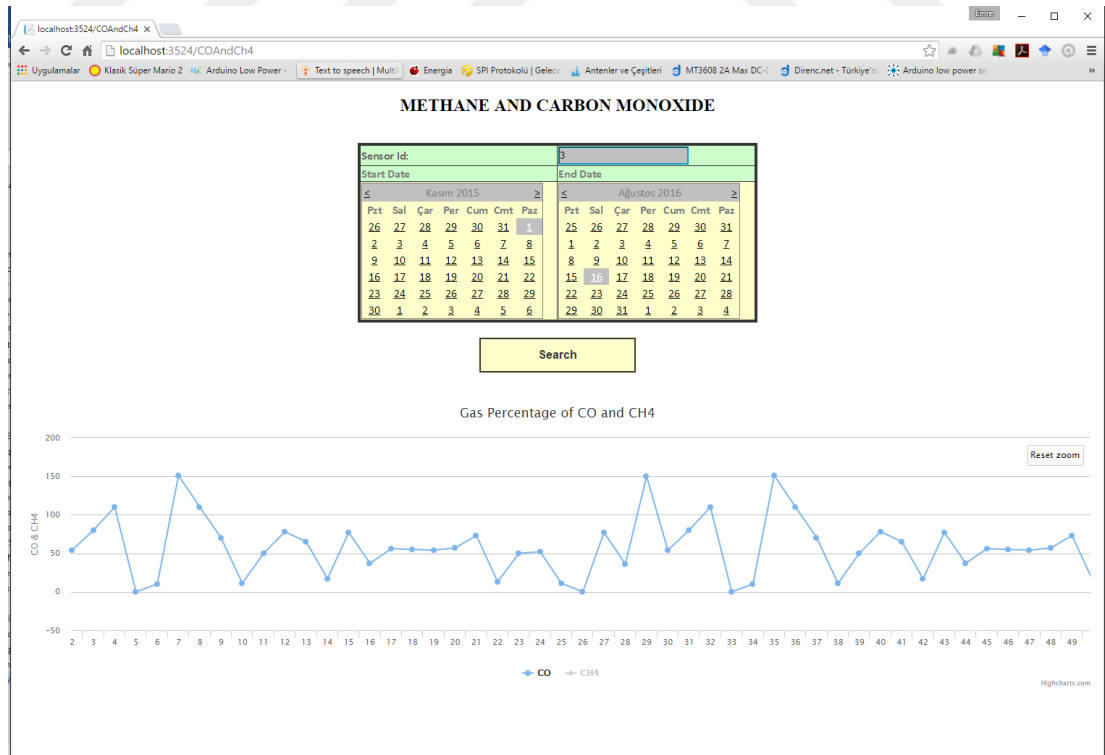 Emre
localhost:3524/COAndCh4
localhost:3524/COAndCh4
Uygulamalar Klasik Süper Mario 2 Arduino Low Power - Text to speech | Multi Energia SPI Protokolü | Gelece Antenler ve Çeşitleri MT3608 2A Max DC- Direnc.net - Türkiye'n Arduino low power se »
METHANE AND CARBON MONOXIDE
Sensor Id: 3
Start Date End Date
< Kasım 2015 > < Ağustos 2016 >
Pzt Sal Çar Per Cum Cmt Paz Pzt Sal Çar Per Cum Cmt Paz
26 27 28 29 30 31 1 25 26 27 28 29 30 31
2 3 4 5 6 7 8 1 2 3 4 5 6 7
9 10 11 12 13 14 15 8 9 10 11 12 13 14
16 17 18 19 20 21 22 15 16 17 18 19 20 21
23 24 25 26 27 28 29 22 23 24 25 26 27 28
30 1 2 3 4 5 6 29 30 31 1 2 3 4
Search
Gas Percentage of CO and CH4
Reset zoom
CO & CH4
200
150
100
50
0
-50
2 3 4 5 6 7 8 9 10 11 12 13 14 15 16 17 18 19 20 21 22 23 24 25 26 27 28 29 30 31 32 33 34 35 36 37 38 39 40 41 42 43 44 45 46 47 48 49
CO CH4
Highcharts.com